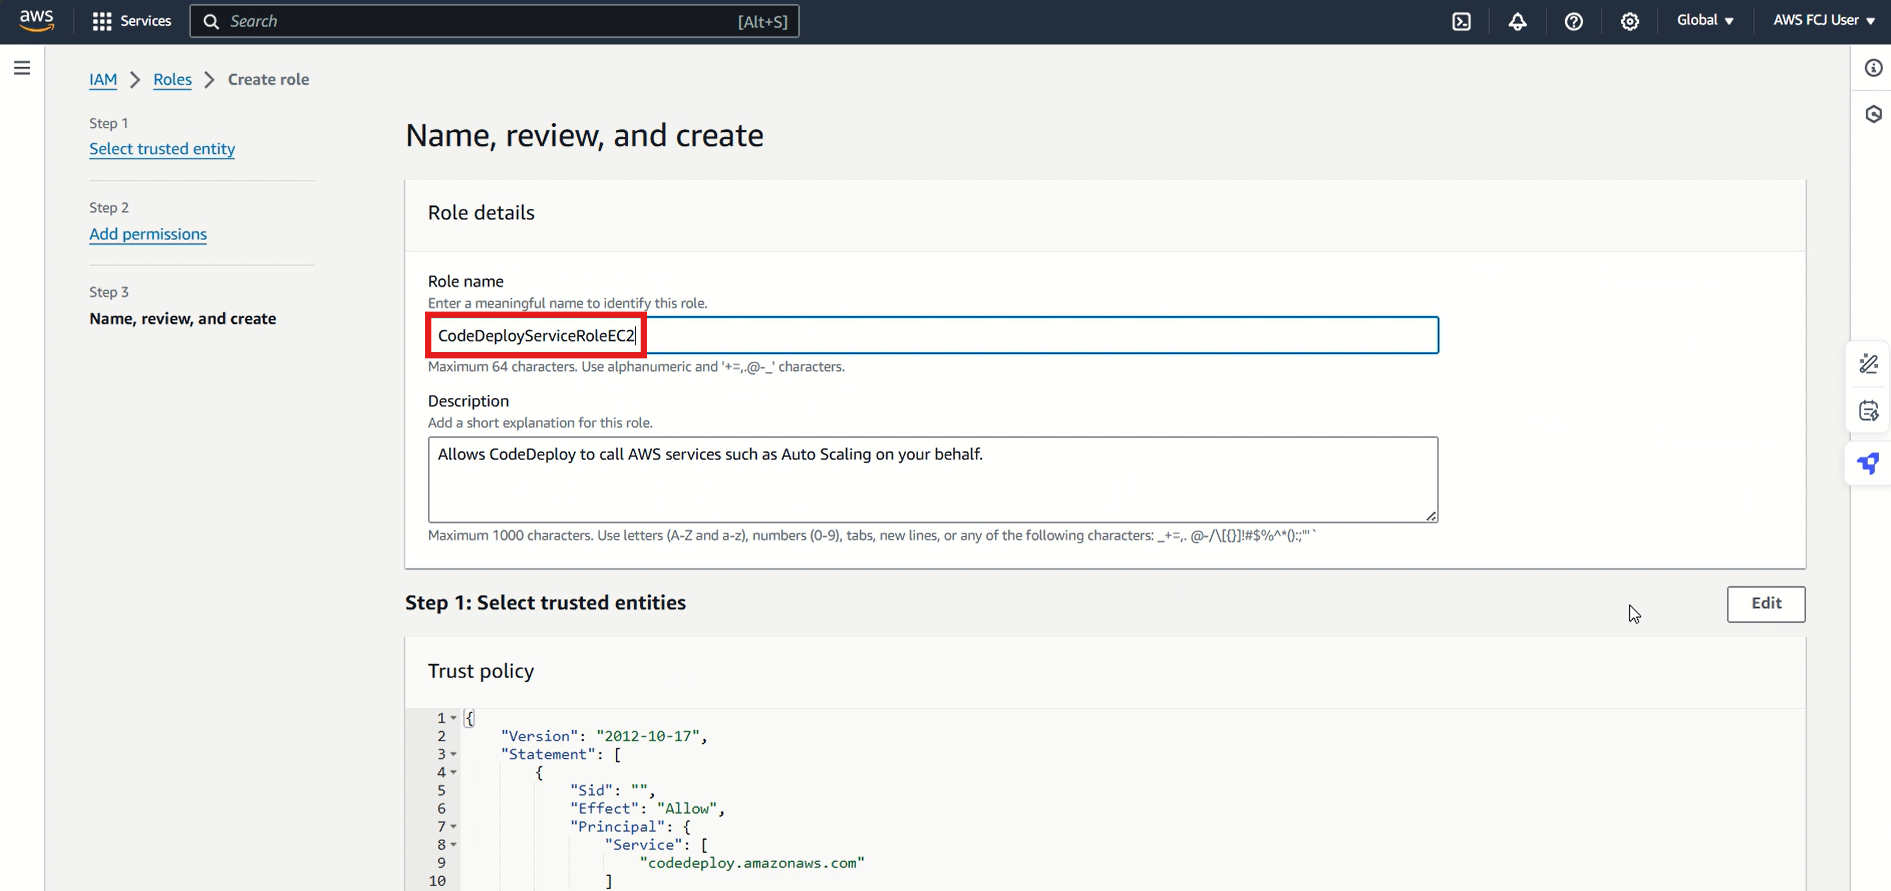 aws
Services
Search
[Alt+S]
Global
AWS FCJ User
IAM
Roles
Create role
Step 1
Select trusted entity
Step 2
Add permissions
Step 3
Name, review, and create
Name, review, and create
Role details
Role name
Enter a meaningful name to identify this role.
CodeDeployServiceRoleEC2
Maximum 64 characters. Use alphanumeric and '+=,.@-_' characters.
Description
Add a short explanation for this role.
Allows CodeDeploy to call AWS services such as Auto Scaling on your behalf.
Maximum 1000 characters. Use letters (A-Z and a-z), numbers (0-9), tabs, new lines, or any of the following characters: _+=,. @-/\[{}]!#$%^*();:"'`
Step 1: Select trusted entities
Edit
Trust policy
1 {
2 "Version": "2012-10-17",
3 "Statement": [
4 {
5 "Sid": "",
6 "Effect": "Allow",
7 "Principal": {
8 "Service": [
9 "codedeploy.amazonaws.com"
10 ]